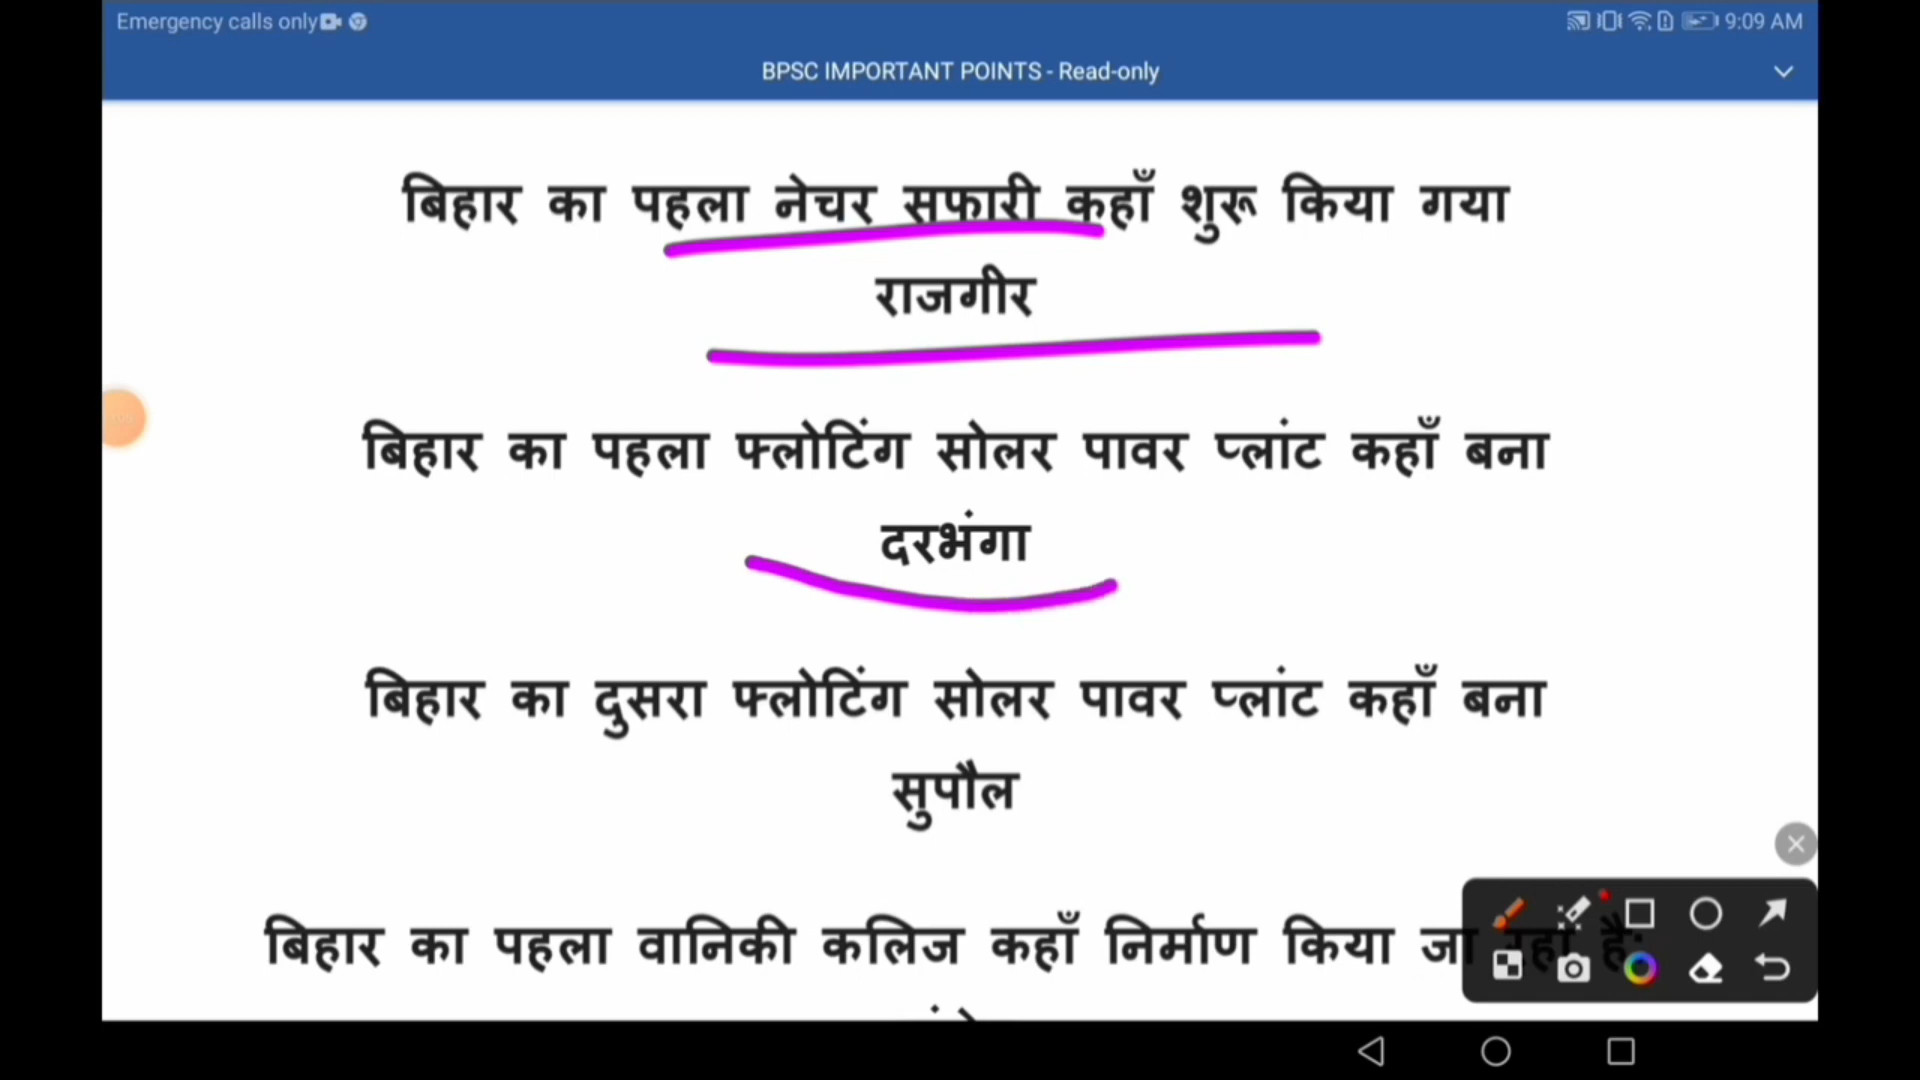 Emergency calls only
9:09 AM
BPSC IMPORTANT POINTS - Read-only
बिहार का पहला नेचर सफारी कहाँ शुरू किया गया
राजगीर
बिहार का पहला फ्लोटिंग सोलर पावर प्लांट कहाँ बना
दरभंगा
बिहार का दुसरा फ्लोटिंग सोलर पावर प्लांट कहाँ बना
सुपौल
बिहार का पहला वानिकी कलिज कहाँ निर्माण किया जा रहा है